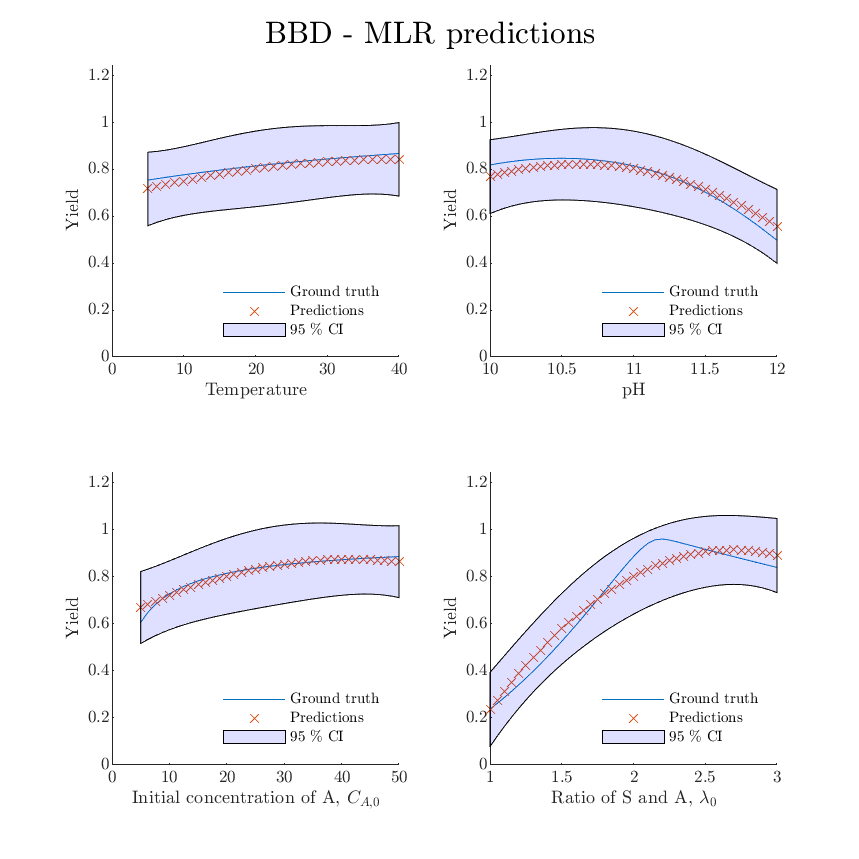 BBD - MLR predictions
1.2
1
0.8
0.6
0.4
0.2
0
Yield
0 10 20 30 40
Temperature
Ground truth
Predictions
95 % CI
1.2
1
0.8
0.6
0.4
0.2
0
Yield
10 10.5 11 11.5 12
pH
Ground truth
Predictions
95 % CI
1.2
1
0.8
0.6
0.4
0.2
0
Yield
0 10 20 30 40 50
Initial concentration of A, C_{A,0}
Ground truth
Predictions
95 % CI
1.2
1
0.8
0.6
0.4
0.2
0
Yield
1 1.5 2 2.5 3
Ratio of S and A, λ_0
Ground truth
Predictions
95 % CI